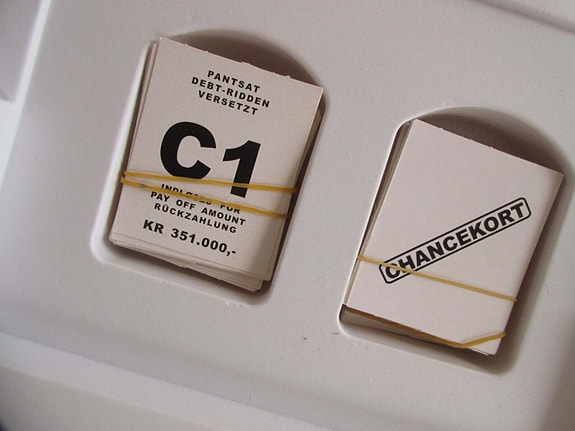 PANTSAT
DEBT-RIDDEN
VERSETZT
C1
FOR
PAY OFF AMOUNT
RÜCKZAHLUNG
KR 351.000,-
CHANCEKORT